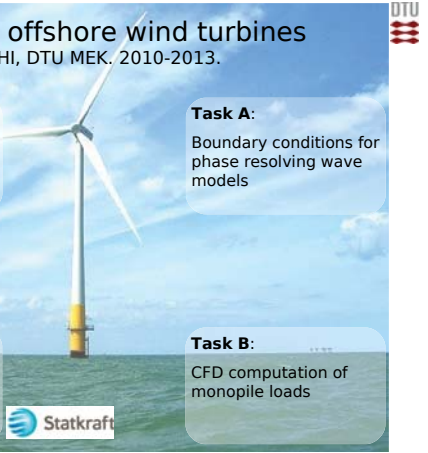 DTU
offshore wind turbines
HI, DTU MEK. 2010-2013.
Task A:
Boundary conditions for
phase resolving wave
models
Task B:
CFD computation of
monopile loads
Statkraft